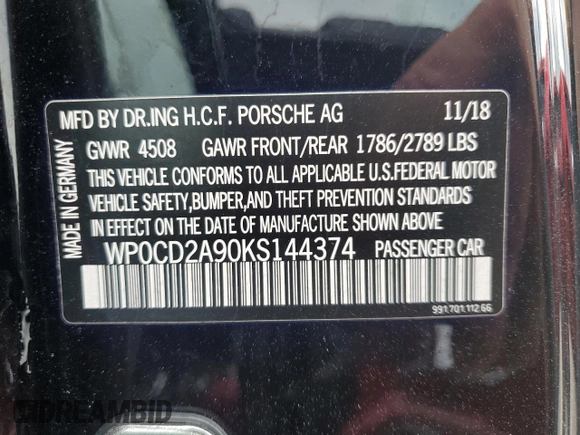 MFD BY DR.ING H.C.F. PORSCHE AG 11/18
GVWR 4508 GAWR FRONT/REAR 1786/2789 LBS
THIS VEHICLE CONFORMS TO ALL APPLICABLE U.S.FEDERAL MOTOR
VEHICLE SAFETY,BUMPER,AND THEFT PREVENTION STANDARDS
IN EFFECT ON THE DATE OF MANUFACTURE SHOWN ABOVE.
WP0CD2A90KS144374 PASSENGER CAR
991.701.112.66
MADE IN GERMANY
DREAMBID